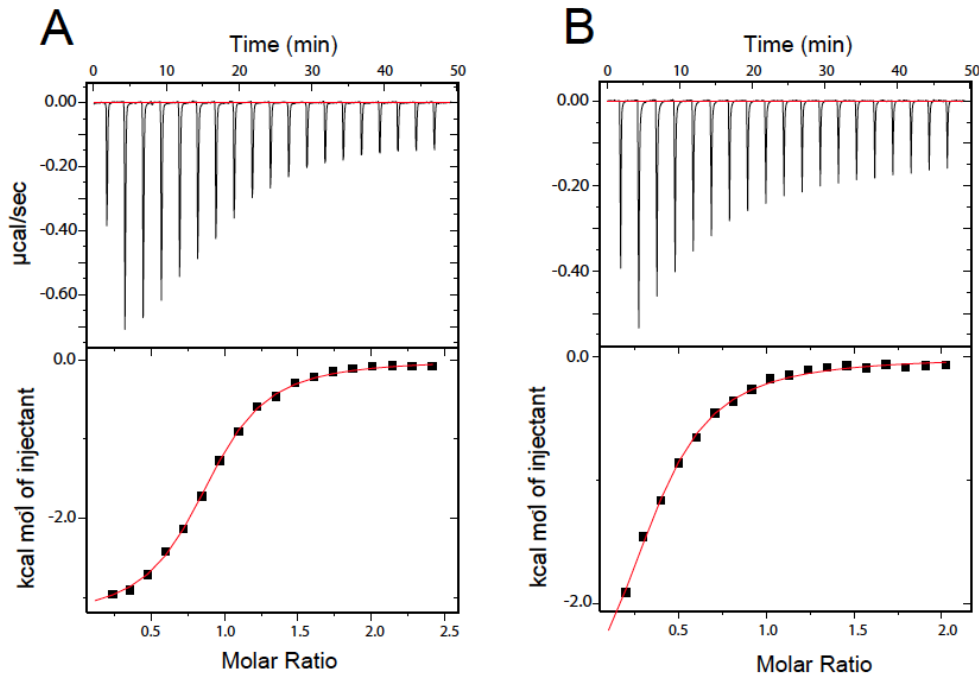 A
Time (min)
0 10 20 30 40 50
0.00
-0.20
-0.40
-0.60
µcal/sec
0.0
-2.0
kcal mol of injectant
0.5 1.0 1.5 2.0 2.5
Molar Ratio
B
Time (min)
0 10 20 30 40 50
0.00
-0.20
-0.40
0.0
-2.0
kcal mol of injectant
0.5 1.0 1.5 2.0
Molar Ratio